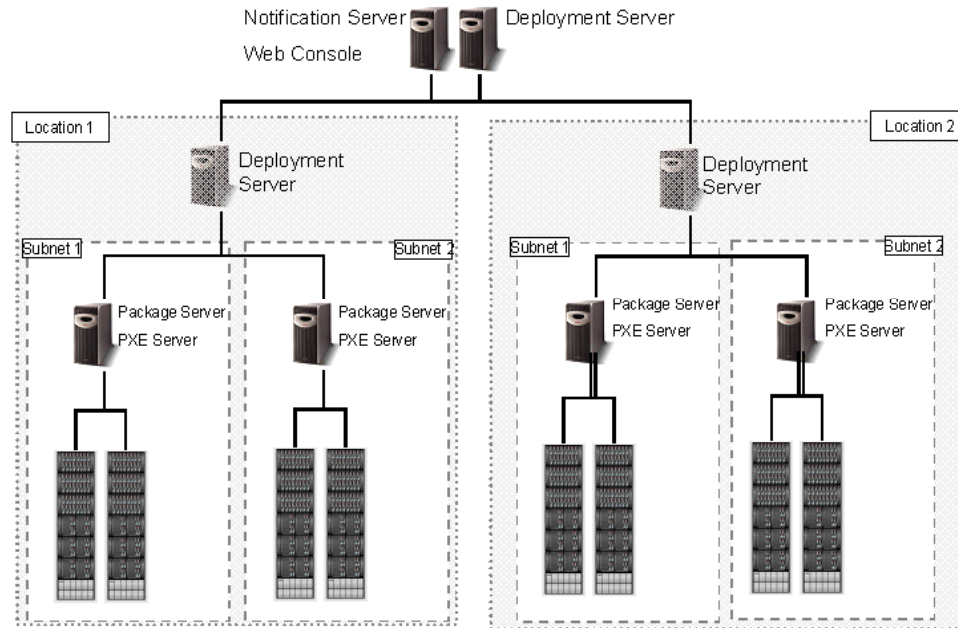 Notification Server
Web Console
Deployment Server
Location 1
Deployment
Server
Subnet 1
Subnet 2
Package Server
PXE Server
Package Server
PXE Server
Location 2
Deployment
Server
Subnet 1
Subnet 2
Package Server
PXE Server
Package Server
PXE Server